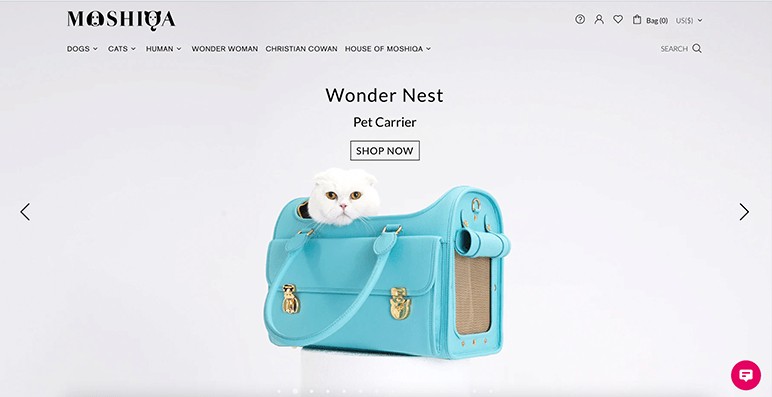 MOSHIQA
Bag (0) US($)
DOGS CATS HUMAN WONDER WOMAN CHRISTIAN COWAN HOUSE OF MOSHIQA
SEARCH
Wonder Nest
Pet Carrier
SHOP NOW